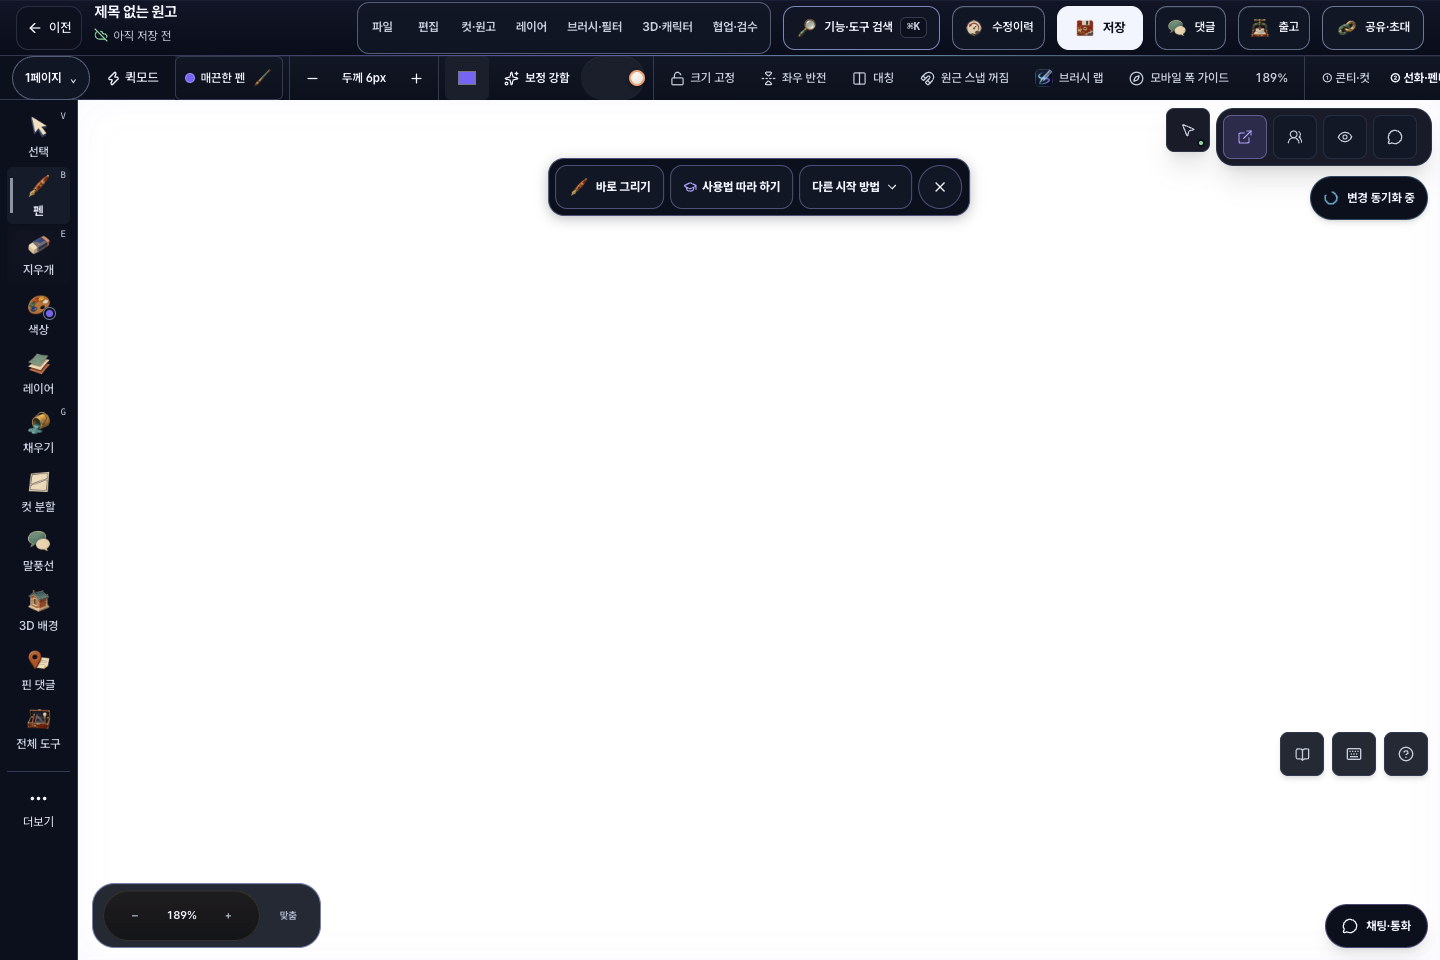 이전
제목 없는 원고
아직 저장 전
파일 편집 컷·원고 레이어 브러시·필터 3D·캐릭터 협업·검수
기능·도구 검색 ⌘K
수정이력
저장
댓글
출고
공유·초대
1페이지
퀵모드
매끈한 펜
두께 6px
보정 강함
크기 고정
좌우 반전
대칭
원근 스냅 꺼짐
브러시 랩
모바일 폭 가이드
189%
① 콘티·컷
선택 V
펜 B
지우개 E
색상
레이어
채우기 G
컷 분할
말풍선
3D 배경
핀 댓글
전체 도구
더보기
바로 그리기
사용법 따라 하기
다른 시작 방법
변경 동기화 중
− 189% + 맞춤
채팅·통화